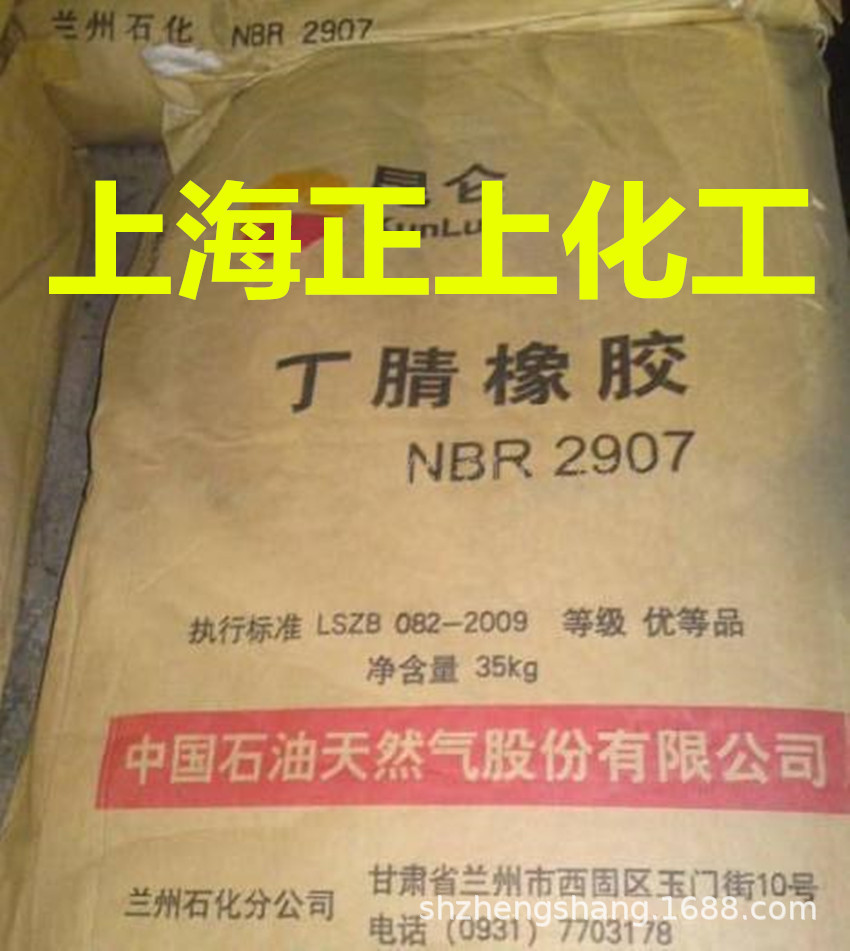 兰州石化 NBR 2907
昆仑
KunLu
上海正上化工
丁腈橡胶
NBR 2907
执行标准 LSZB 082-2009 等级 优等品
净含量 35kg
中国石油天然气股份有限公司
兰州石化分公司
甘肃省兰州市西固区玉门街10号
电话 (0931) 7703178
shzhengshang.1688.com